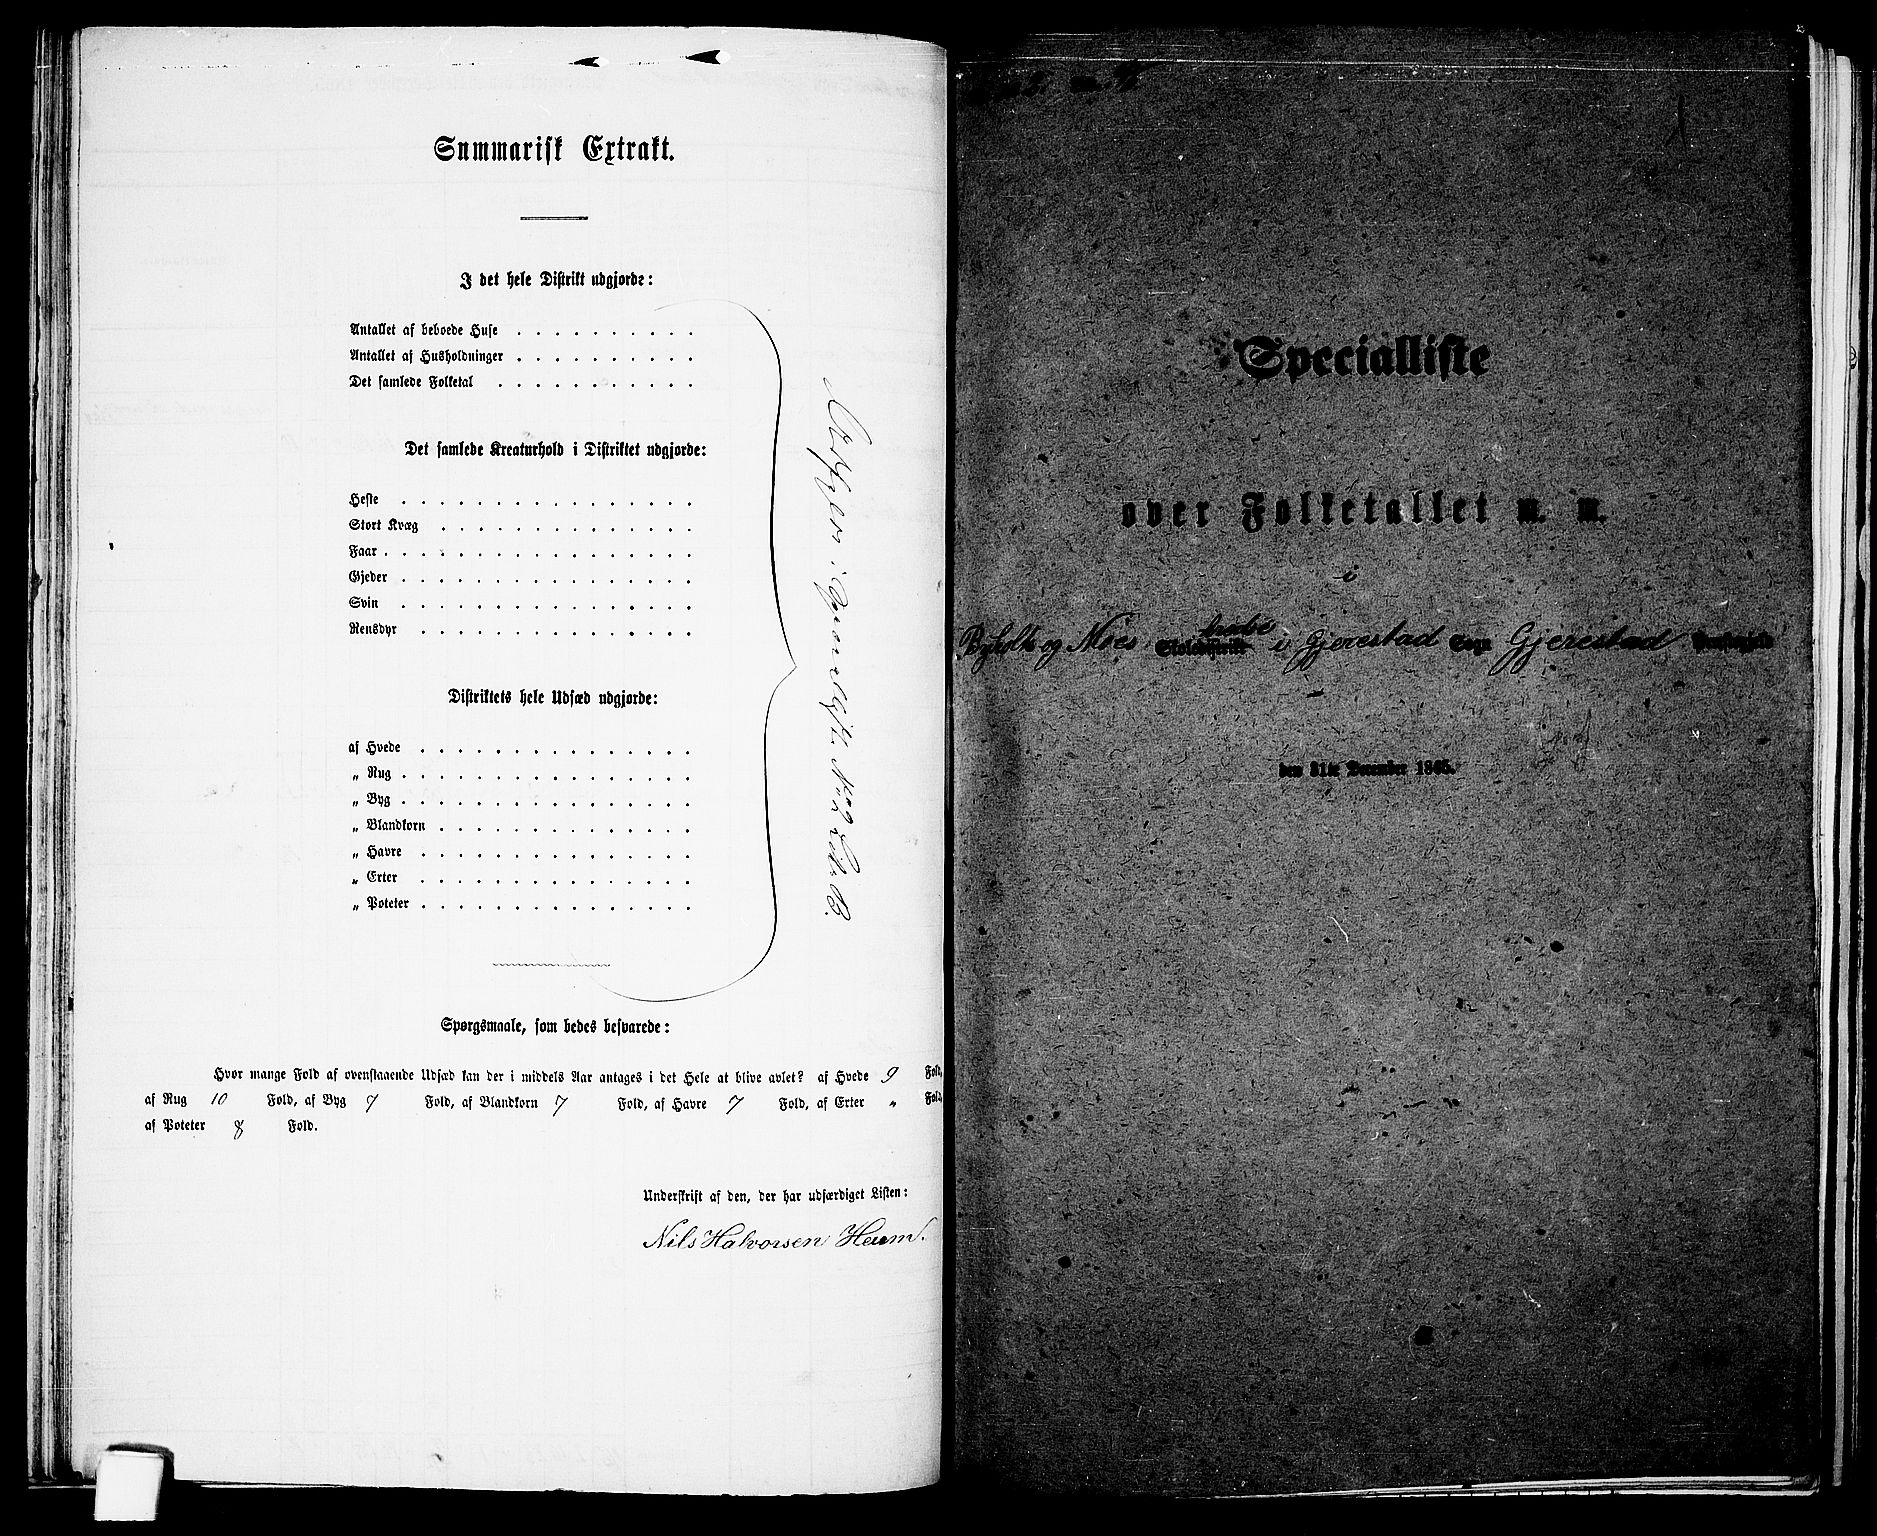 Summarisk Extrakt.
I det hele Distrikt udgjorde:
Antallet af beboede Huse . . . . . . . . . .
Antallet af Husholdninger . . . . . . . . . .
Det samlede Folketal . . . . . . . . . . .
Det samlede Kreaturhold i Distriktet udgjorde:
Heste . . . . . . . . . . . . . . . .
Stort Kvæg . . . . . . . . . . . . . .
Faar . . . . . . . . . . . . . . . . .
Gjeder . . . . . . . . . . . . . . . .
Svin . . . . . . . . . . . . . . . .
Rensdyr . . . . . . . . . . . . . . .
Distriktets hele Udsæd udgjorde:
af Hvede . . . . . . . . . . . . . . .
„ Rug . . . . . . . . . . . . . . . .
„ Byg . . . . . . . . . . . . . . . .
„ Blandkorn . . . . . . . . . . . . . .
„ Havre . . . . . . . . . . . . . . .
„ Erter . . . . . . . . . . . . . . .
„ Poteter . . . . . . . . . . . . . . .
Litr. B.
Spørgsmaale, som bedes besvarede:
Hvor mange Fold af ovenstaaende Udsæd kan der i middels Aar antages i det Hele at blive avlet? af Hvede 9 Fold,
af Rug 10 Fold, af Byg 7 Fold, af Blandkorn 7 Fold, af Havre 7 Fold, af Erter „ Fold,
af Poteter 8 Fold.
Underskrift af den, der har udfærdiget Listen:
Nils Halvorsen Heem.
Specialliste
over Folketallet m. m.
i
Byholt og Næs Skoledistrikt i Gjerestad Sogn Gjerestad Præstegjeld
den 31te December 1865.